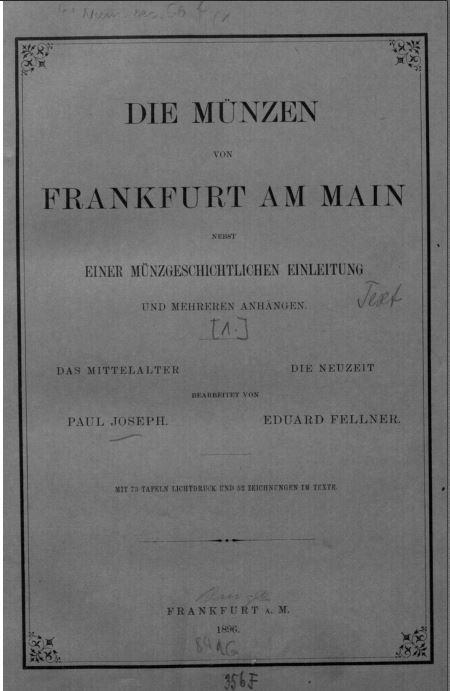 DIE MÜNZEN
VON
FRANKFURT AM MAIN
NEBST
EINER MÜNZGESCHICHTLICHEN EINLEITUNG
UND MEHREREN ANHÄNGEN.
Text
[1.]
DAS MITTELALTER DIE NEUZEIT
BEARBEITET VON
PAUL JOSEPH. EDUARD FELLNER.
MIT 75 TAFELN LICHTDRUCK UND 52 ZEICHNUNGEN IM TEXTE.
FRANKFURT A. M.
1896.
356 F